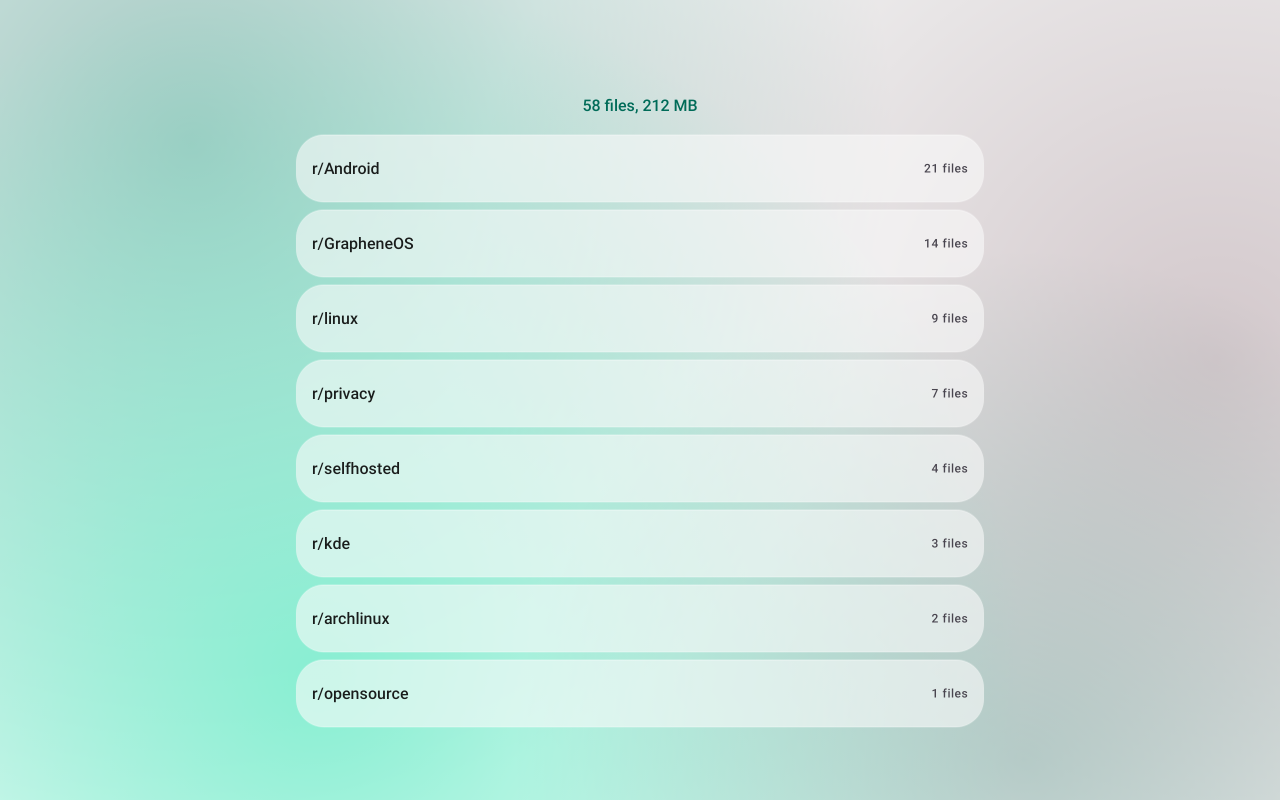 58 files, 212 MB
r/Android 21 files
r/GrapheneOS 14 files
r/linux 9 files
r/privacy 7 files
r/selfhosted 4 files
r/kde 3 files
r/archlinux 2 files
r/opensource 1 files